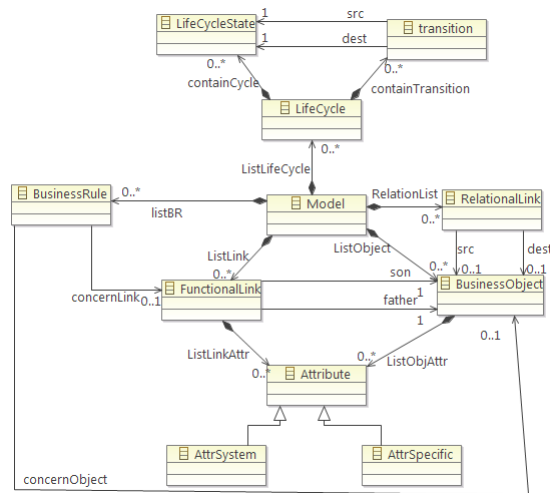 LifeCycleState
1
src
transition
1
dest
0..*
0..*
containCycle
containTransition
LifeCycle
0..*
ListLifeCycle
BusinessRule
0..*
listBR
Model
RelationList
0..*
RelationalLink
ListLink
ListObject
src
dest
0..*
son
0..*
0..1
0..1
concernLink
0..1
FunctionalLink
1
BusinessObject
father
1
0..1
ListLinkAttr
0..*
Attribute
0..*
ListObjAttr
AttrSystem
AttrSpecific
concernObject